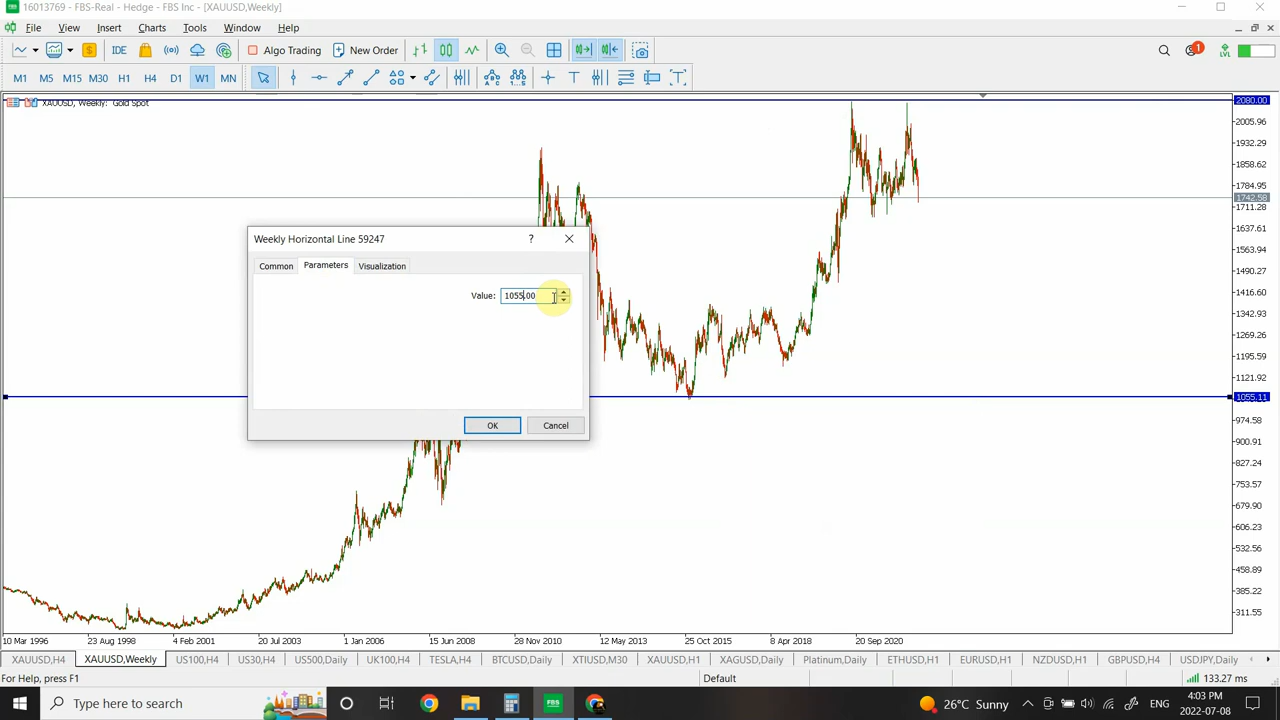 16013769 - FBS-Real - Hedge - FBS Inc - [XAUUSD,Weekly]
File View Insert Charts Tools Window Help
IDE Algo Trading New Order 1 LVL
M1 M5 M15 M30 H1 H4 D1 W1 MN
XAUUSD, Weekly: Gold Spot
2080.00
2005.96
1932.29
1858.62
1784.95
1742.58
1711.28
1637.61
1563.94
1490.27
1416.60
1342.93
1269.26
1195.59
1121.92
1055.11
974.58
900.91
827.24
753.57
679.90
606.23
532.56
458.89
385.22
311.55
Weekly Horizontal Line 59247 ?
Common Parameters Visualization
Value: 1055.00
OK Cancel
10 Mar 1996 23 Aug 1998 4 Feb 2001 20 Jul 2003 1 Jan 2006 15 Jun 2008 28 Nov 2010 12 May 2013 25 Oct 2015 8 Apr 2018 20 Sep 2020
XAUUSD,H4 XAUUSD,Weekly US100,H4 US30,H4 US500,Daily UK100,H4 TESLA,H4 BTCUSD,Daily XTIUSD,M30 XAUUSD,H1 XAGUSD,Daily Platinum,Daily ETHUSD,H1 EURUSD,H1 NZDUSD,H1 GBPUSD,H4 USDJPY,Daily
For Help, press F1 Default 133.27 ms
Type here to search FBS 26°C Sunny ENG 4:03 PM
2022-07-08